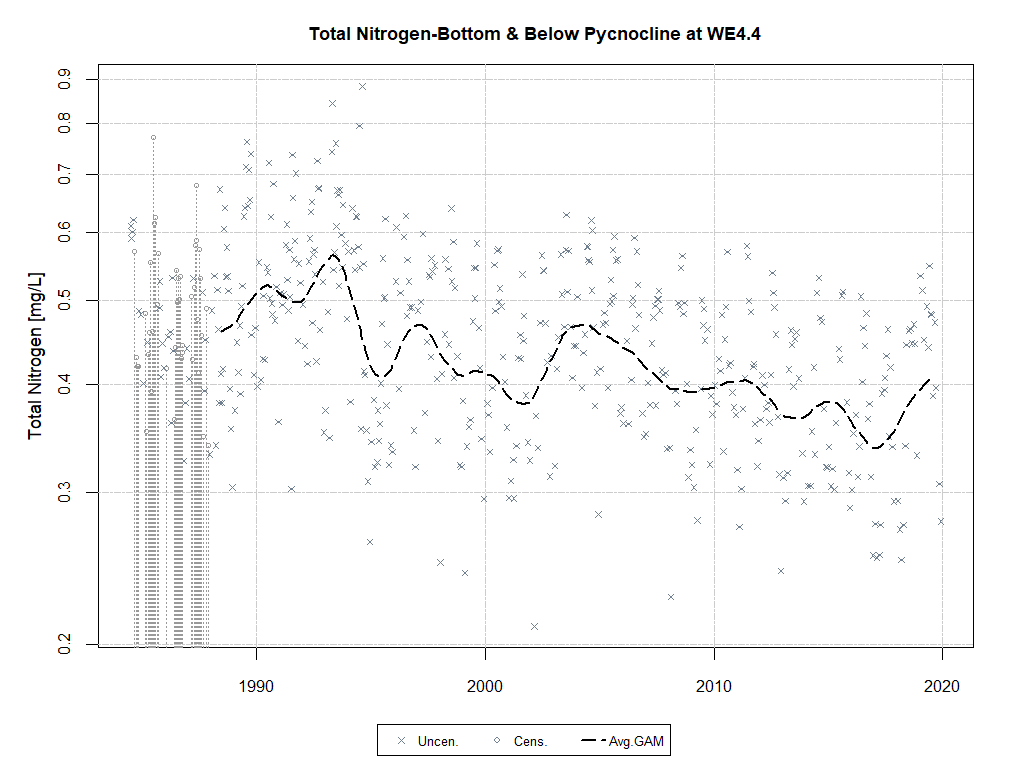 Total Nitrogen-Bottom & Below Pycnocline at WE4.4
Total Nitrogen [mg/L]
0.9
0.8
0.7
0.6
0.5
0.4
0.3
0.2
1990 2000 2010 2020
Uncen. Cens. Avg.GAM